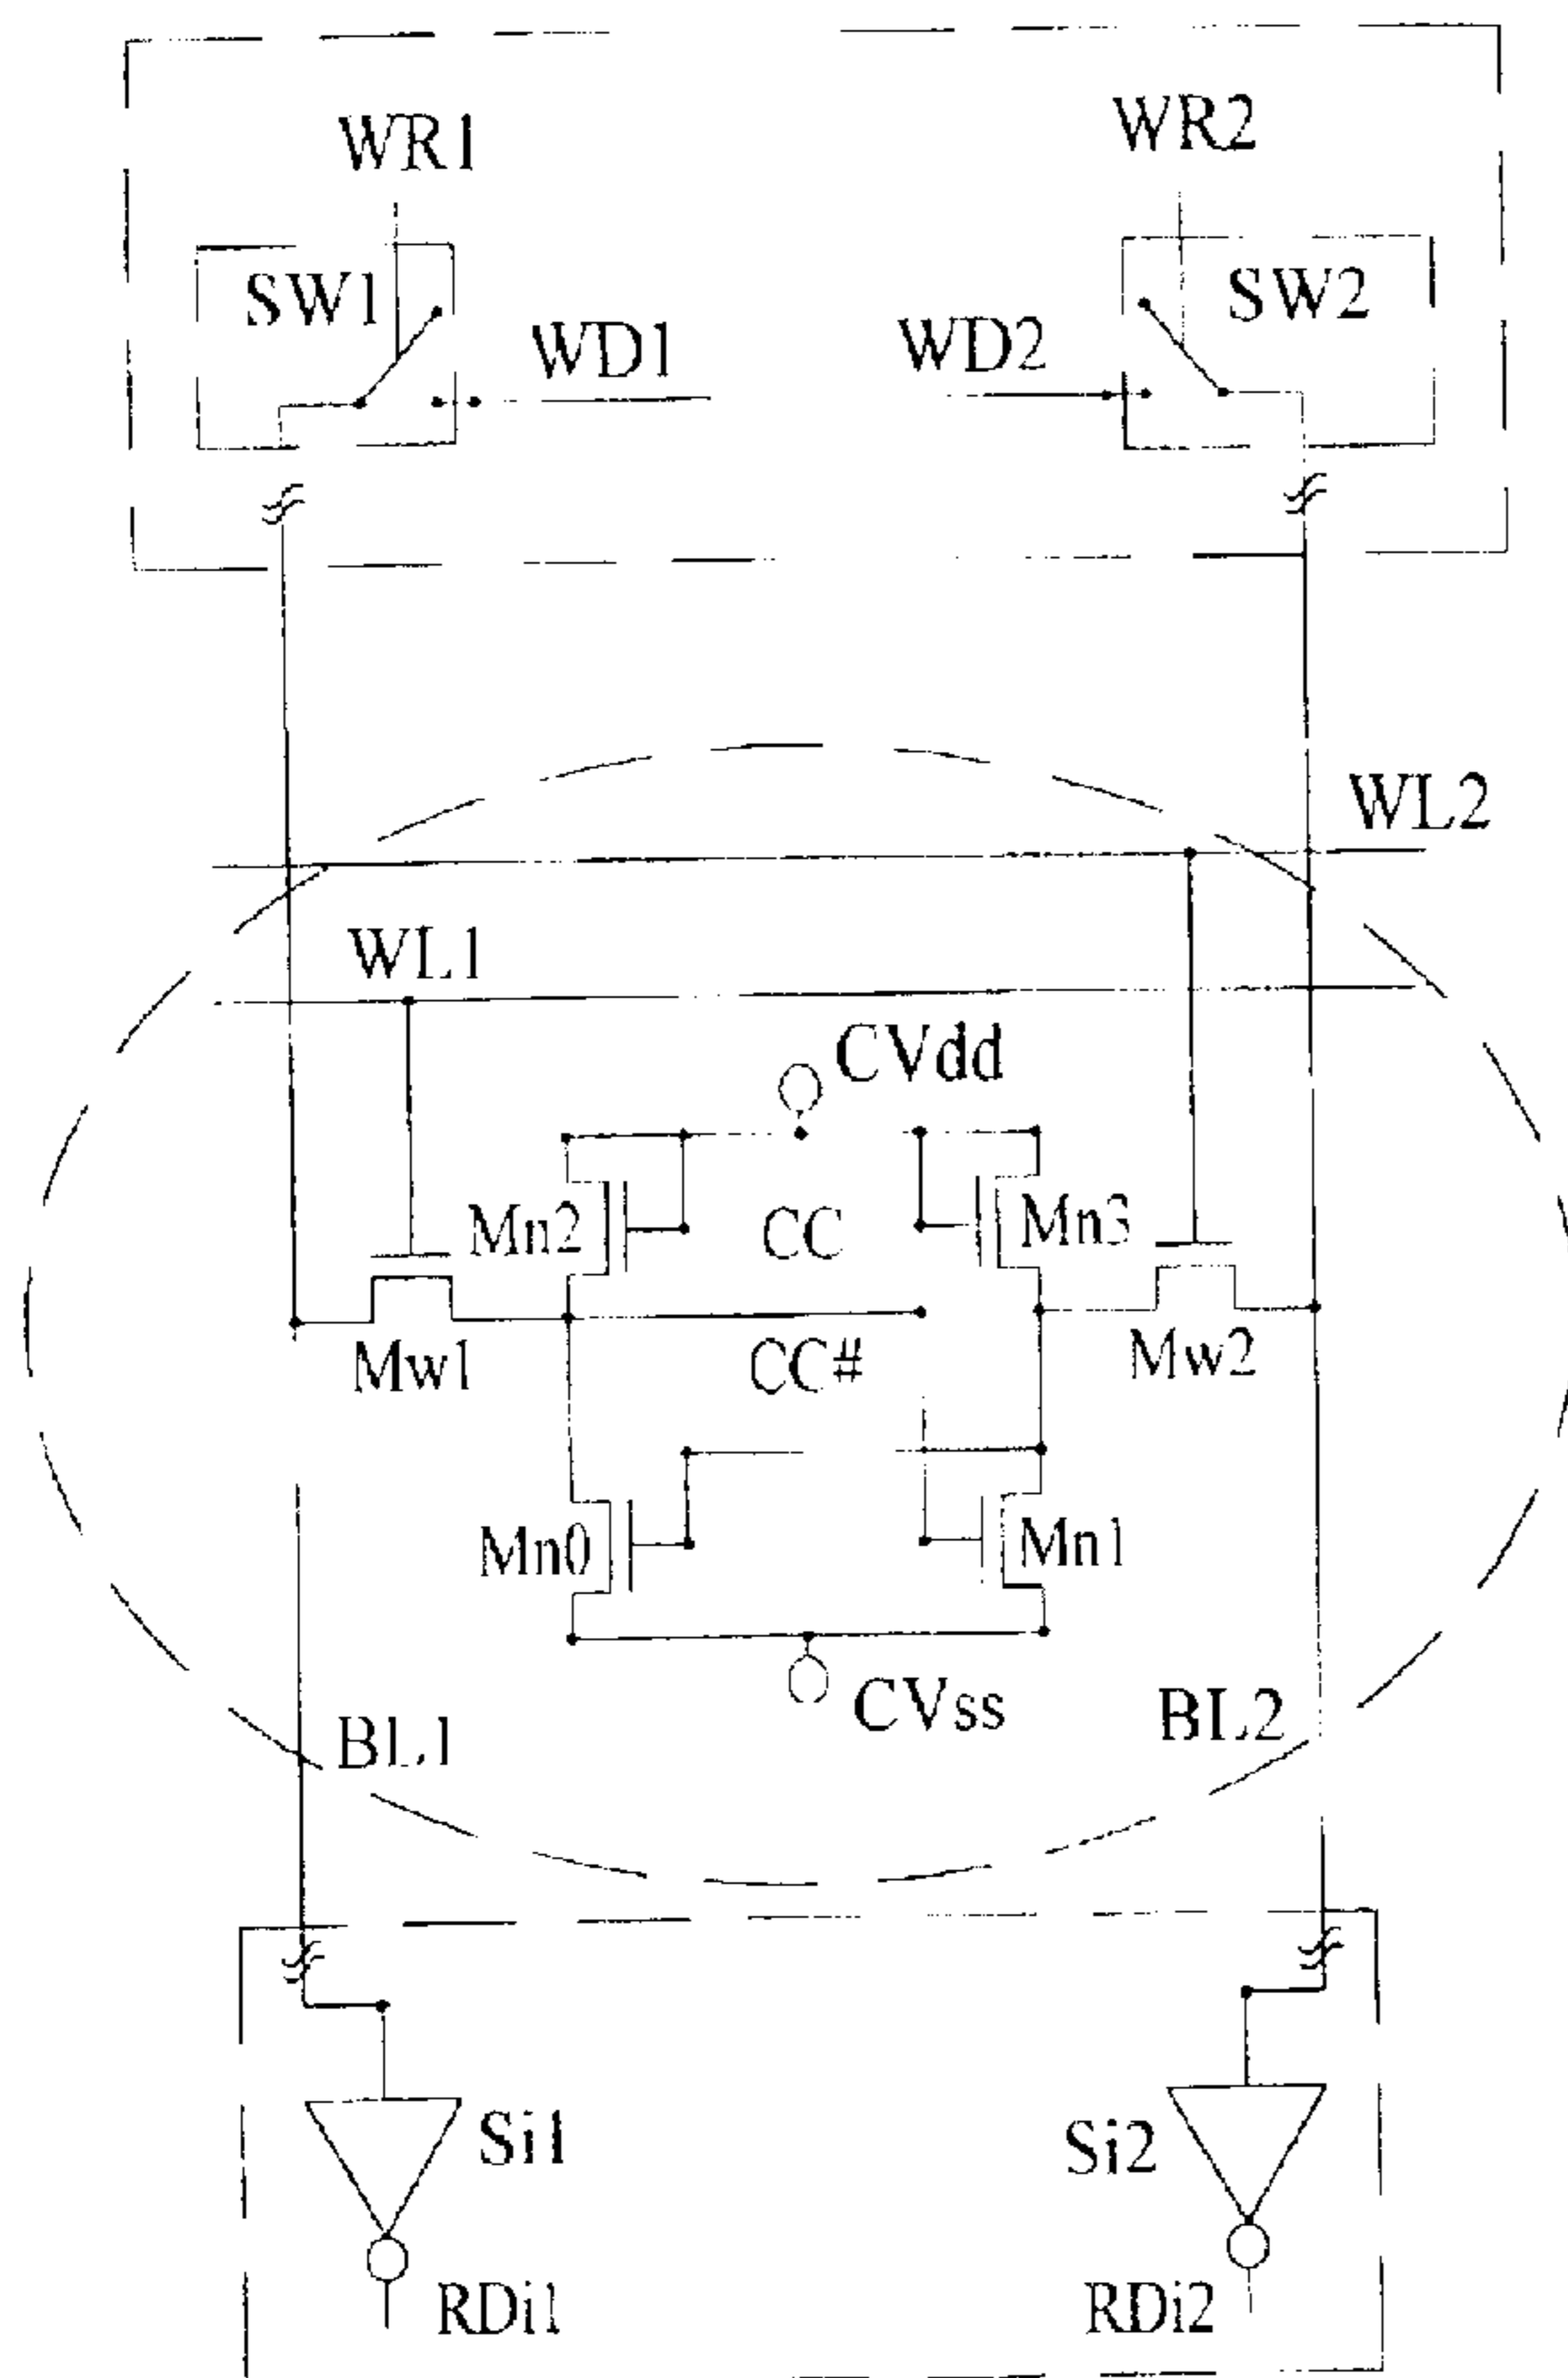 WR1
WR2
SW1
SW2
WD1
WD2
WL2
WL1
CVdd
Mn2
CC
Mn3
Mw1
CC#
Mw2
Mn0
Mn1
CVss
BL1
BL2
Si1
Si2
RDi1
RDi2